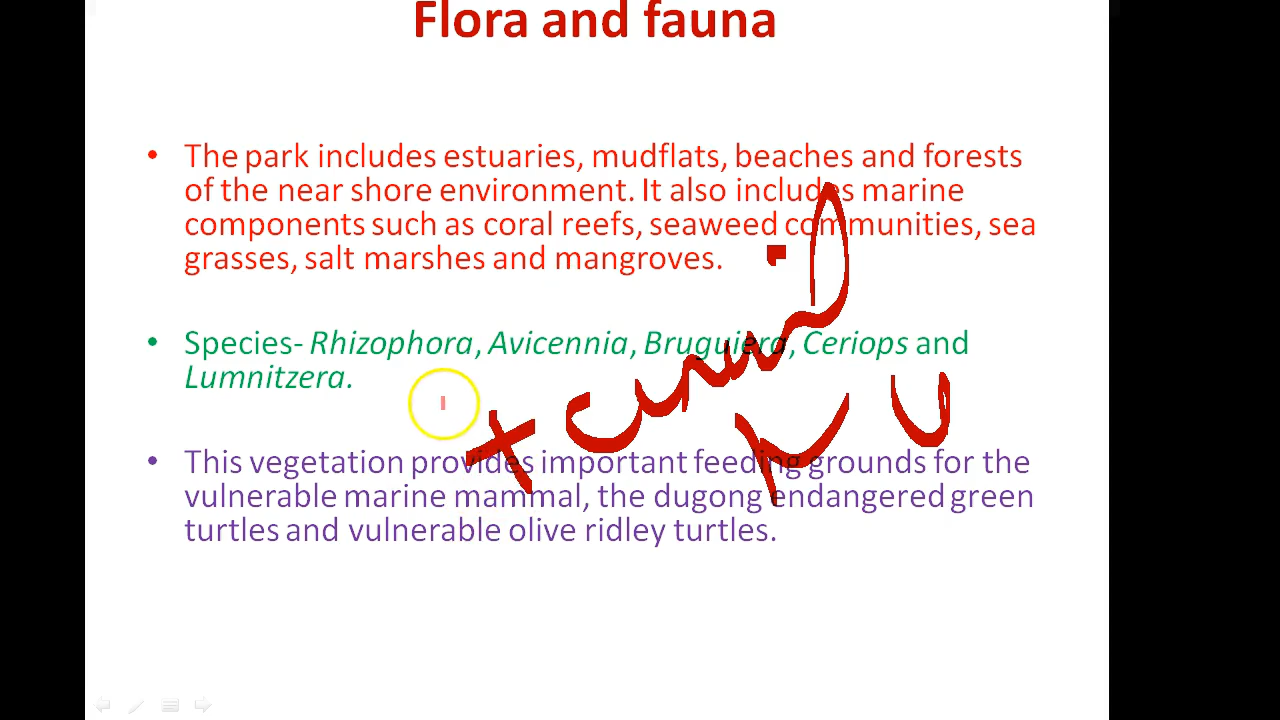 Flora and fauna
• The park includes estuaries, mudflats, beaches and forests
of the near shore environment. It also includes marine
components such as coral reefs, seaweed communities, sea
grasses, salt marshes and mangroves.
• Species- Rhizophora, Avicennia, Bruguiera, Ceriops and
Lumnitzera.
• This vegetation provides important feeding grounds for the
vulnerable marine mammal, the dugong endangered green
turtles and vulnerable olive ridley turtles.